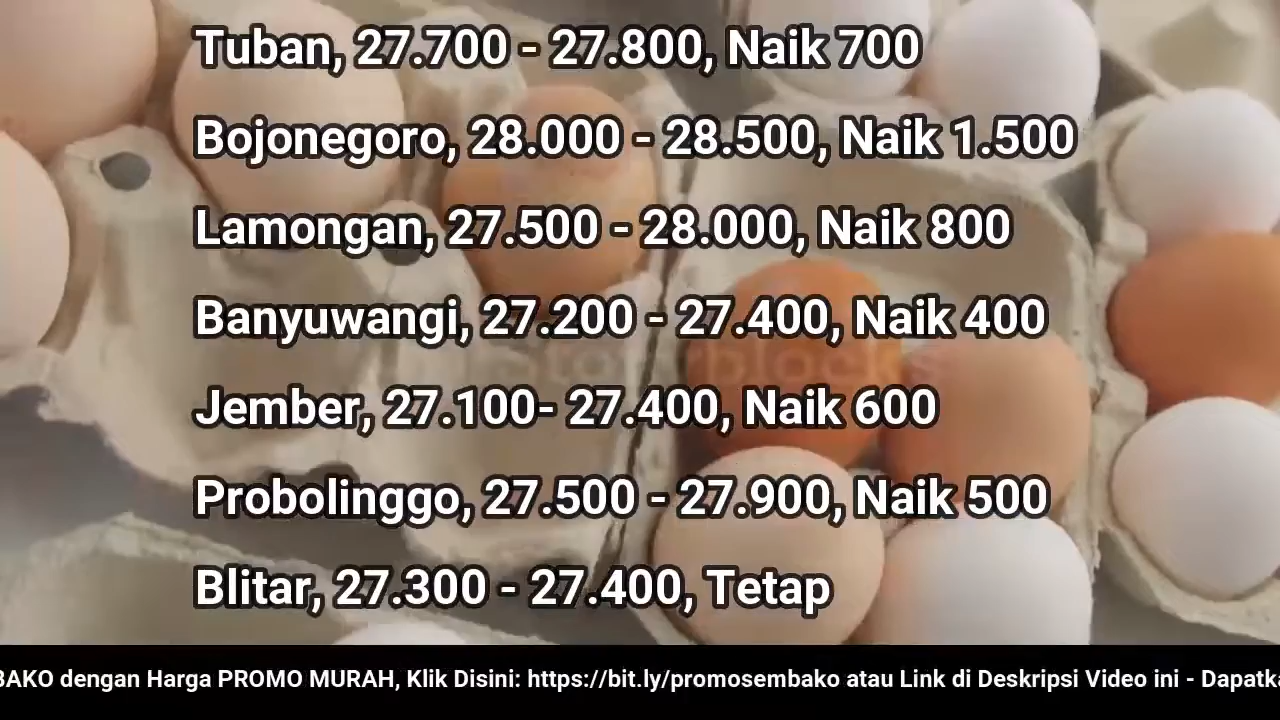 Tuban, 27.700 - 27.800, Naik 700
Bojonegoro, 28.000 - 28.500, Naik 1.500
Lamongan, 27.500 - 28.000, Naik 800
Banyuwangi, 27.200 - 27.400, Naik 400
Jember, 27.100- 27.400, Naik 600
Probolinggo, 27.500 - 27.900, Naik 500
Blitar, 27.300 - 27.400, Tetap
BAKO dengan Harga PROMO MURAH, Klik Disini: https://bit.ly/promosembako atau Link di Deskripsi Video ini - Dapatka